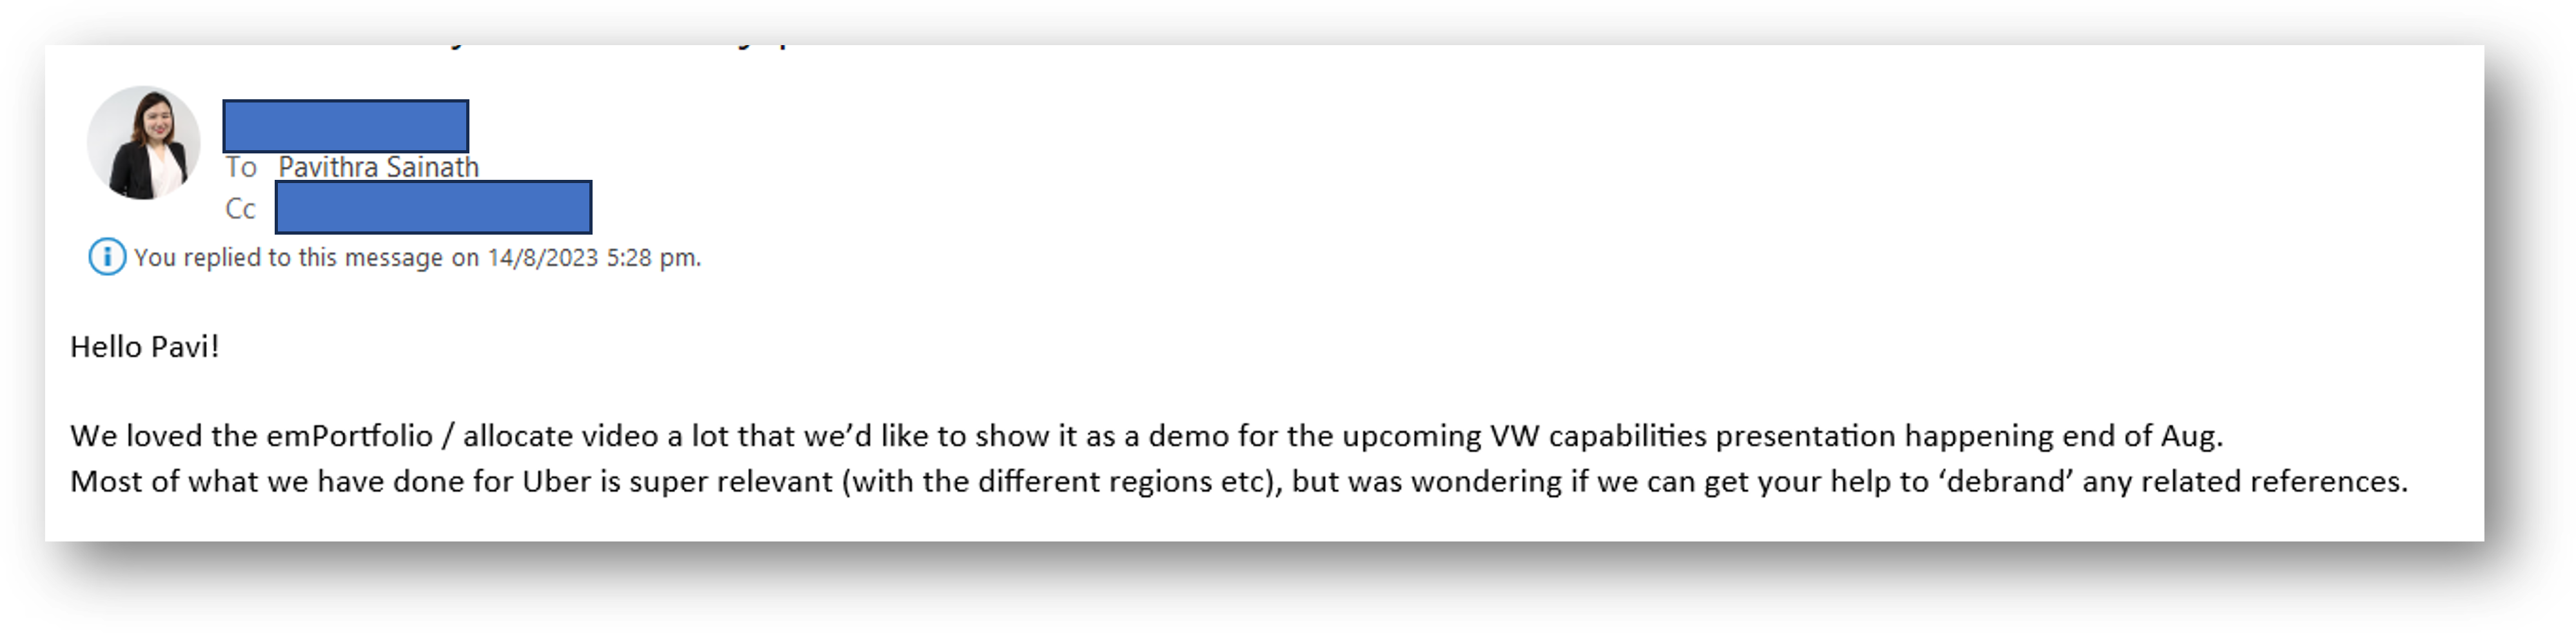 To Pavithra Sainath
Cc
You replied to this message on 14/8/2023 5:28 pm.
Hello Pavi!
We loved the emPortfolio / allocate video a lot that we’d like to show it as a demo for the upcoming VW capabilities presentation happening end of Aug.
Most of what we have done for Uber is super relevant (with the different regions etc), but was wondering if we can get your help to ‘debrand’ any related references.